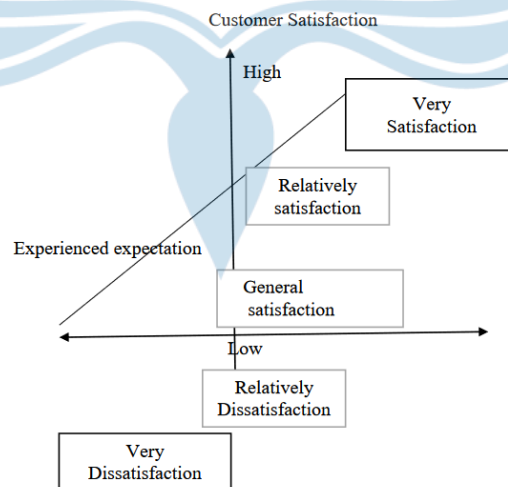 Customer Satisfaction
High
Very
Satisfaction
Relatively
satisfaction
Experienced expectation
General
satisfaction
Low
Relatively
Dissatisfaction
Very
Dissatisfaction